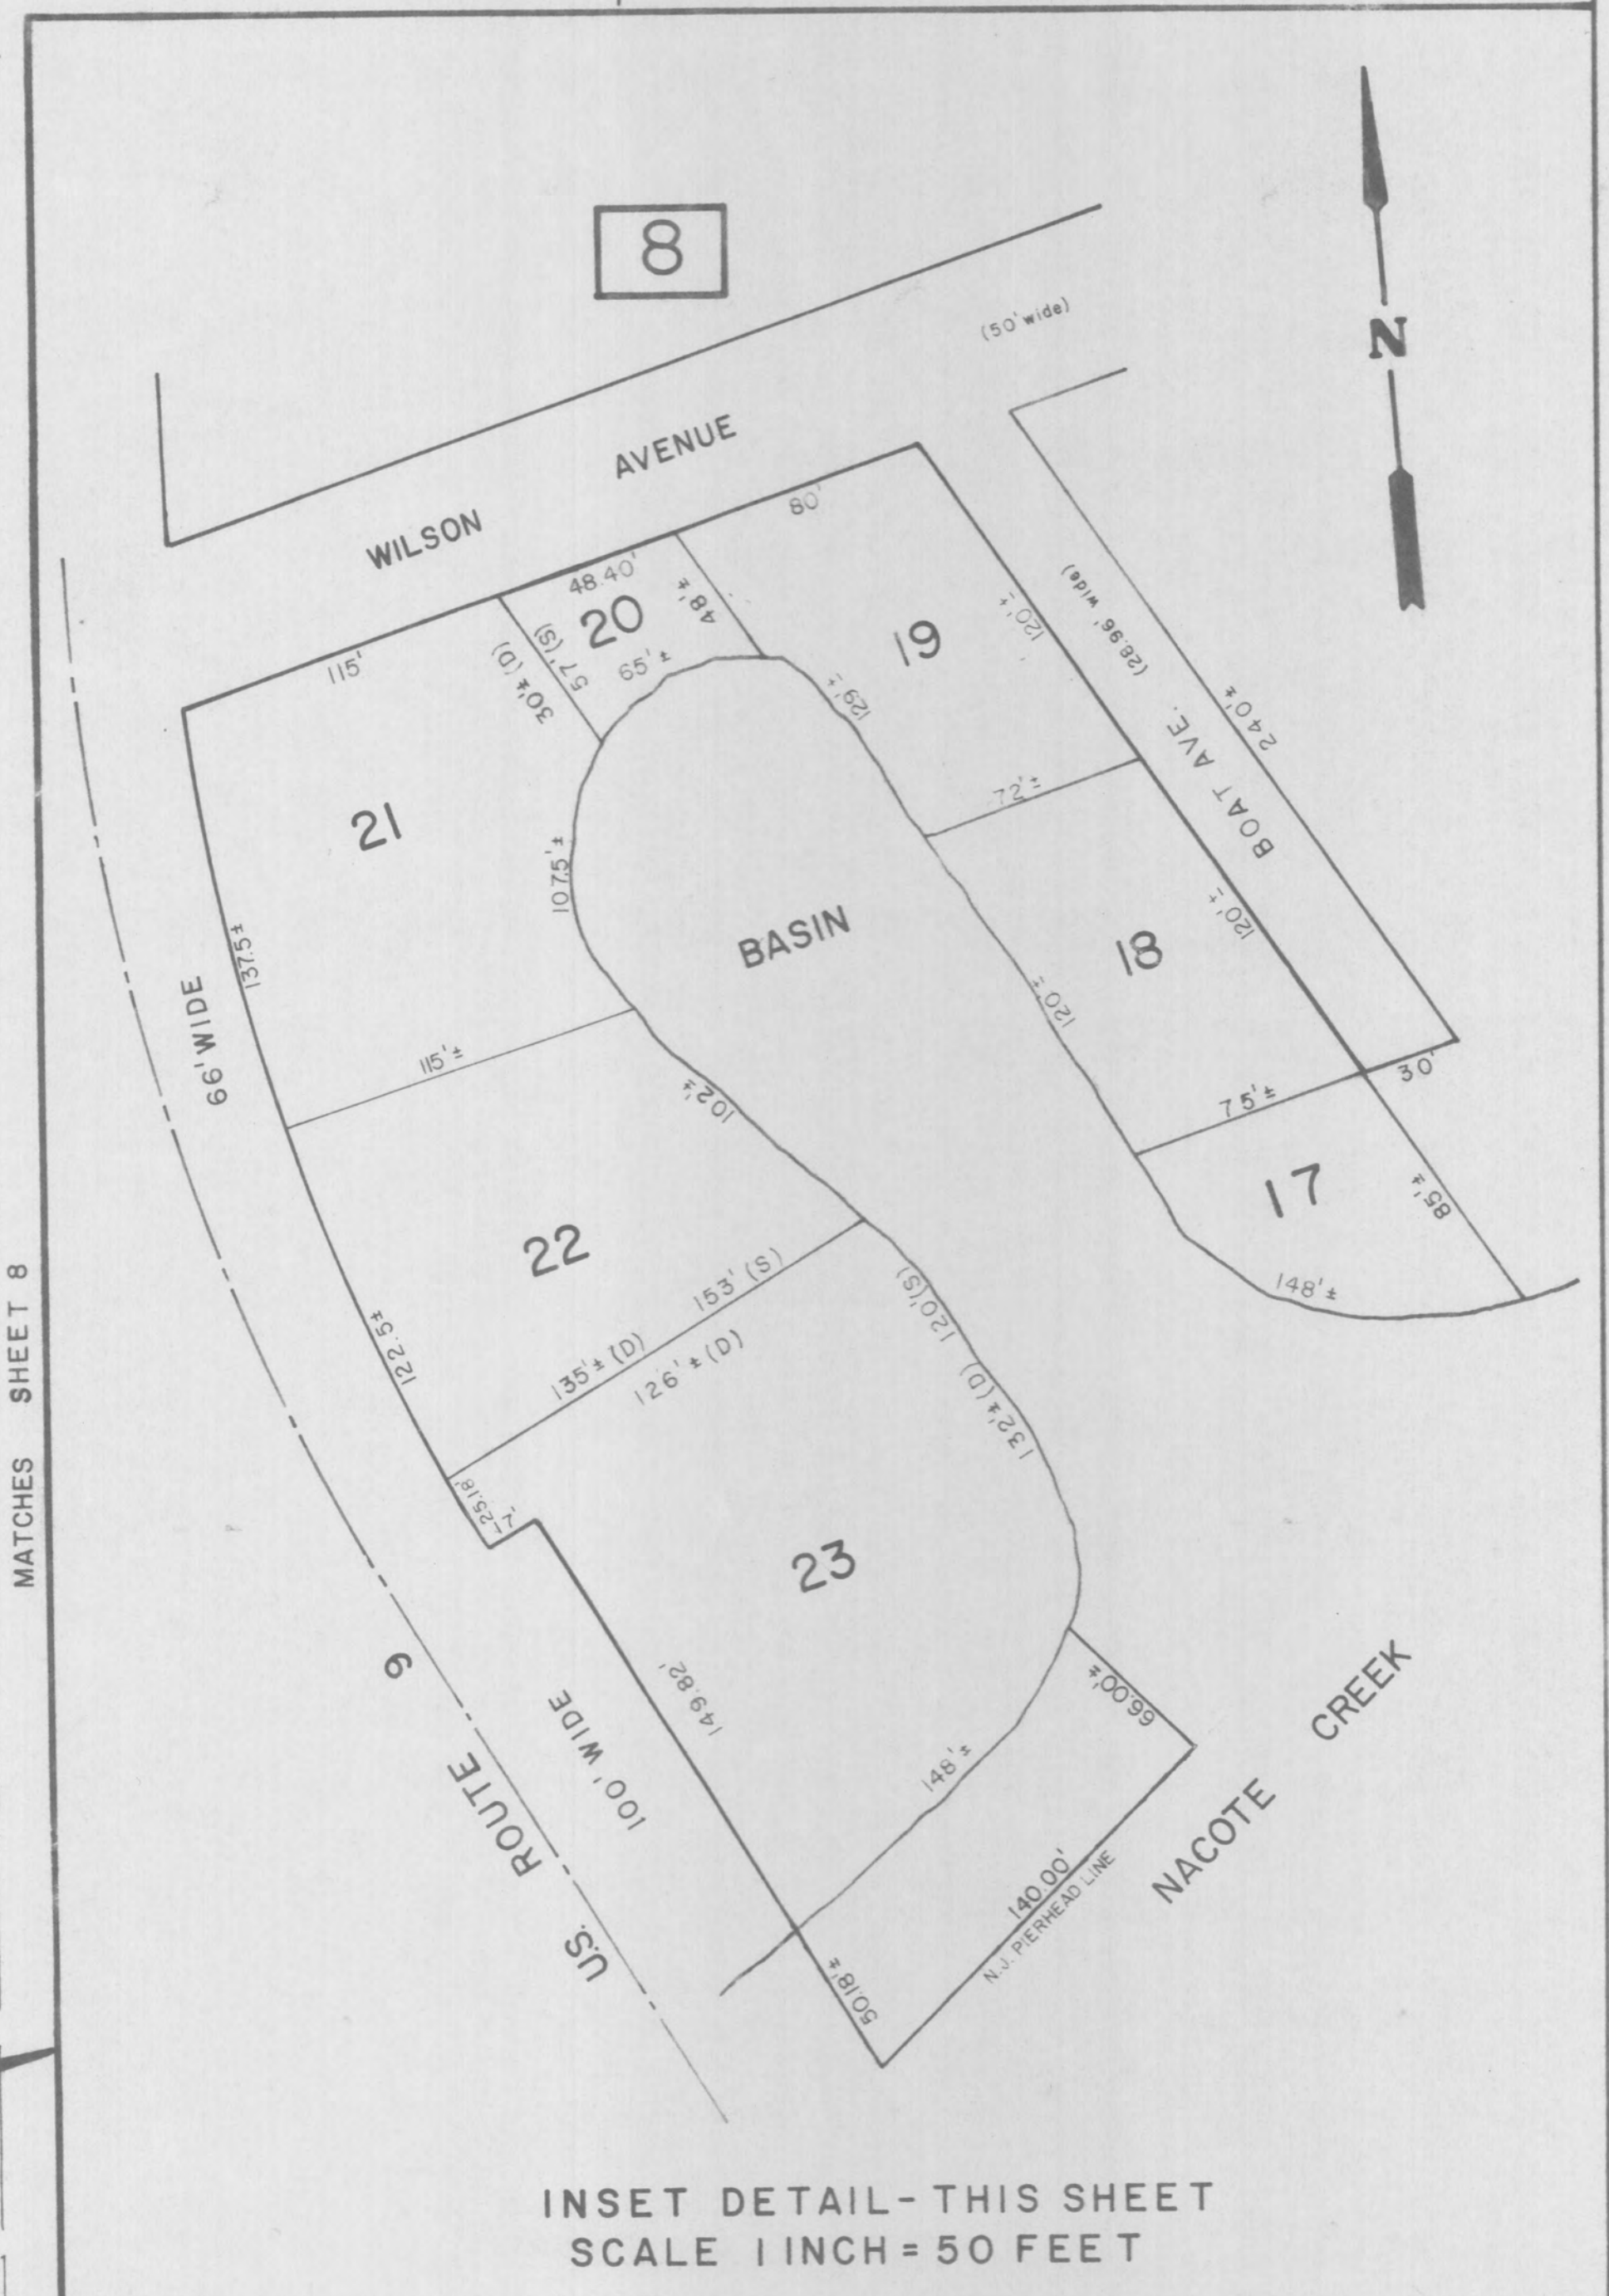 8
(50' wide)
N
WILSON AVENUE
80'
48.40'
20
48'±
19
120'±
(28.96' wide)
115'
30'± (D)
57' (S)
65'±
129'±
240'±
BOAT AVE.
21
72'±
107.5'±
BASIN
137.5±
18
120'±
120'±
66' WIDE
115'±
102'±
75'±
30'
17
85'±
148'±
22
153' (S)
135'± (D)
126'± (D)
120'(S)
132'± (D)
122.5±
25.18'
23
MATCHES SHEET 8
149.82'
66.00'±
148'±
100' WIDE
U.S. ROUTE 9
NACOTE CREEK
140.00'
N.J. PIERHEAD LINE
50.18'±
INSET DETAIL - THIS SHEET
SCALE 1 INCH = 50 FEET